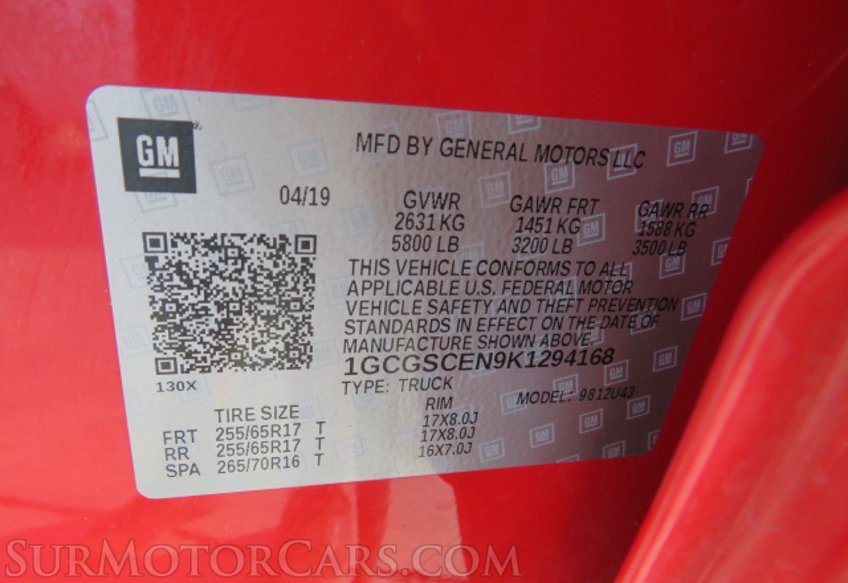 GM
MFD BY GENERAL MOTORS LLC
04/19 GVWR GAWR FRT GAWR RR
2631 KG 1451 KG 1588 KG
5800 LB 3200 LB 3500 LB
THIS VEHICLE CONFORMS TO ALL
APPLICABLE U.S. FEDERAL MOTOR
VEHICLE SAFETY AND THEFT PREVENTION
STANDARDS IN EFFECT ON THE DATE OF
MANUFACTURE SHOWN ABOVE.
1GCGSCEN9K1294168
130X TYPE: TRUCK MODEL: 9812U43
TIRE SIZE RIM
FRT 255/65R17 T 17X8.0J
RR 255/65R17 T 17X8.0J
SPA 265/70R16 T 16X7.0J
SURMOTORCARS.COM